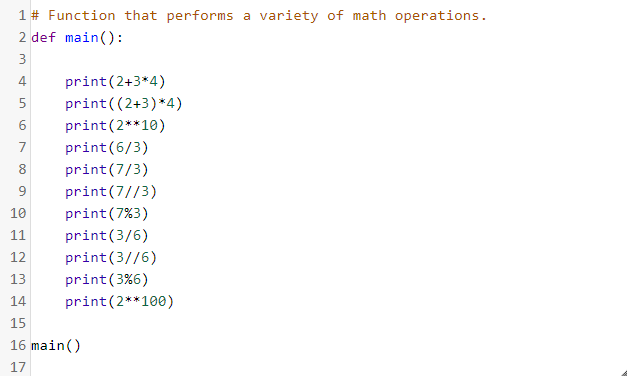 1 # Function that performs a variety of math operations.
2 def main():
3
4     print(2+3*4)
5     print((2+3)*4)
6     print(2**10)
7     print(6/3)
8     print(7/3)
9     print(7//3)
10     print(7%3)
11     print(3/6)
12     print(3//6)
13     print(3%6)
14     print(2**100)
15
16 main()
17